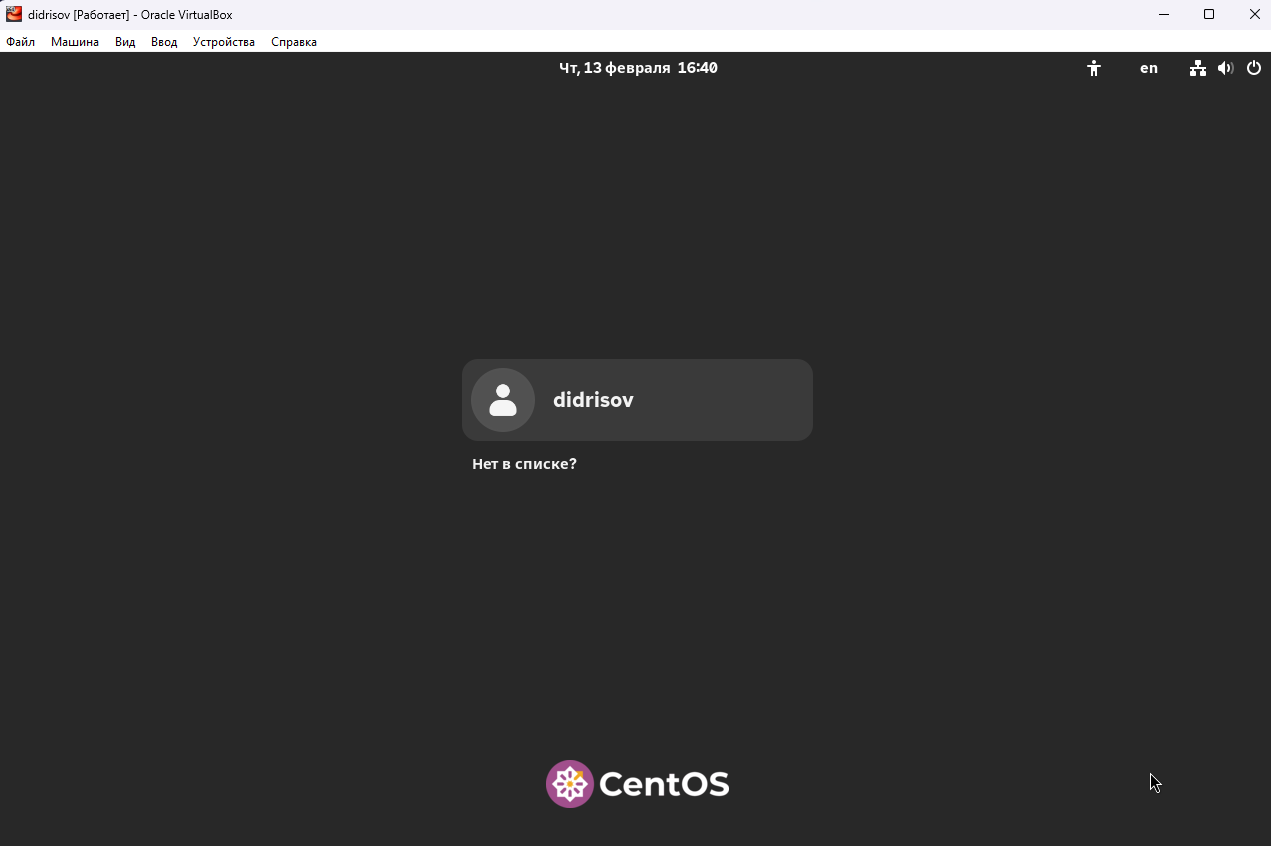 didrisov [Работает] - Oracle VirtualBox
Файл Машина Вид Ввод Устройства Справка
Чт, 13 февраля 16:40
en
didrisov
Нет в списке?
CentOS